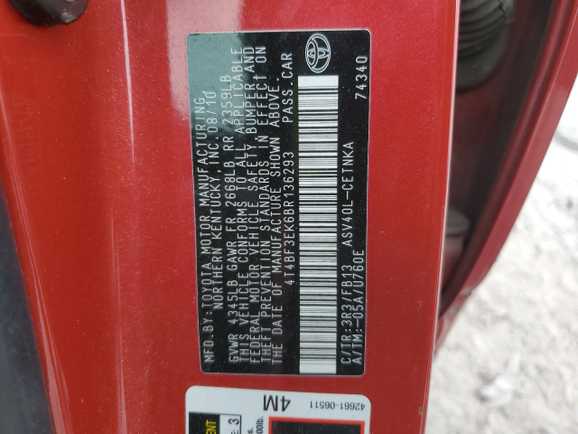 MFD.BY:TOYOTA MOTOR MANUFACTURING
NORTHERN KENTUCKY,INC. 08/10
GVWR 4345LB GAWR FR 2668LB RR 2359LB
THIS VEHICLE CONFORMS TO ALL APPLICABLE
FEDERAL MOTOR VEHICLE SAFETY, BUMPER, AND
THEFT PREVENTION STANDARDS IN EFFECT ON
THE DATE OF MANUFACTURE SHOWN ABOVE.
4T4BF3EK6BR136293 PASS.CAR
C/TR:3R3/FB13 ASV40L-CETNKA
A/TM:-05A/U760E 74340
4M
42661-06511
3